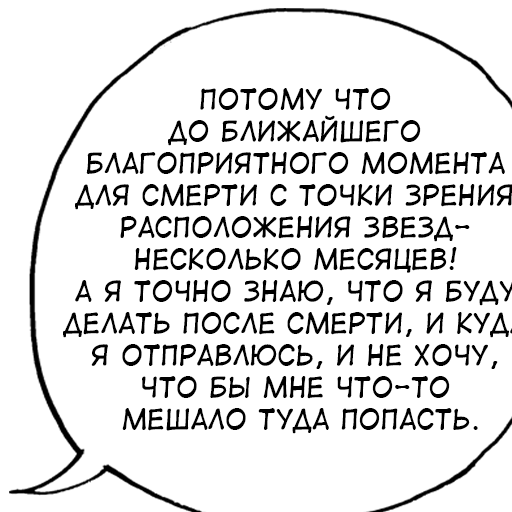 ПОТОМУ ЧТО
ДО БЛИЖАЙШЕГО
БЛАГОПРИЯТНОГО МОМЕНТА
ДЛЯ СМЕРТИ С ТОЧКИ ЗРЕНИЯ
РАСПОЛОЖЕНИЯ ЗВЕЗД-
НЕСКОЛЬКО МЕСЯЦЕВ!
А Я ТОЧНО ЗНАЮ, ЧТО Я БУДУ
ДЕЛАТЬ ПОСЛЕ СМЕРТИ, И
Я ОТПРАВЛЮСЬ, И НЕ ХОЧУ,
ЧТО БЫ МНЕ ЧТО-ТО
МЕШАЛО ТУДА ПОПАСТЬ.